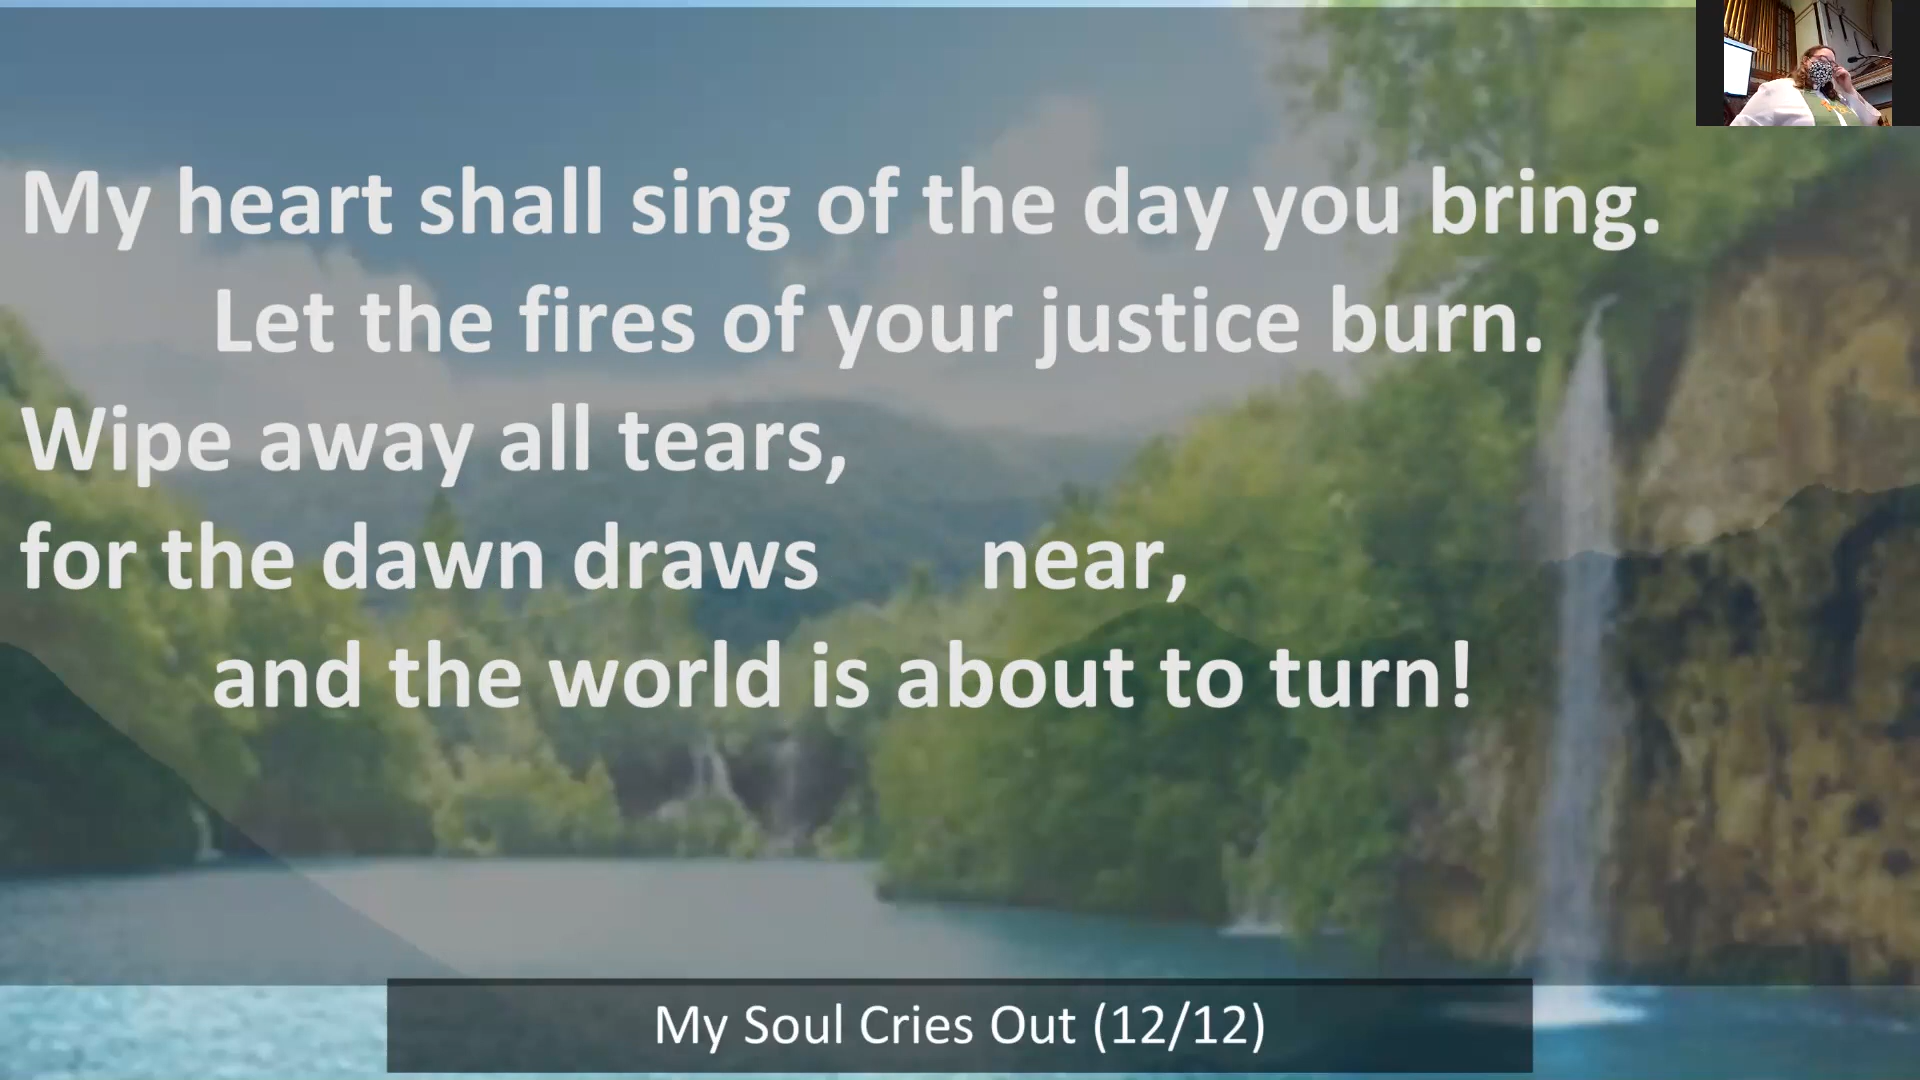 My heart shall sing of the day you bring.
Let the fires of your justice burn.
Wipe away all tears,
for the dawn draws near,
and the world is about to turn!
My Soul Cries Out (12/12)